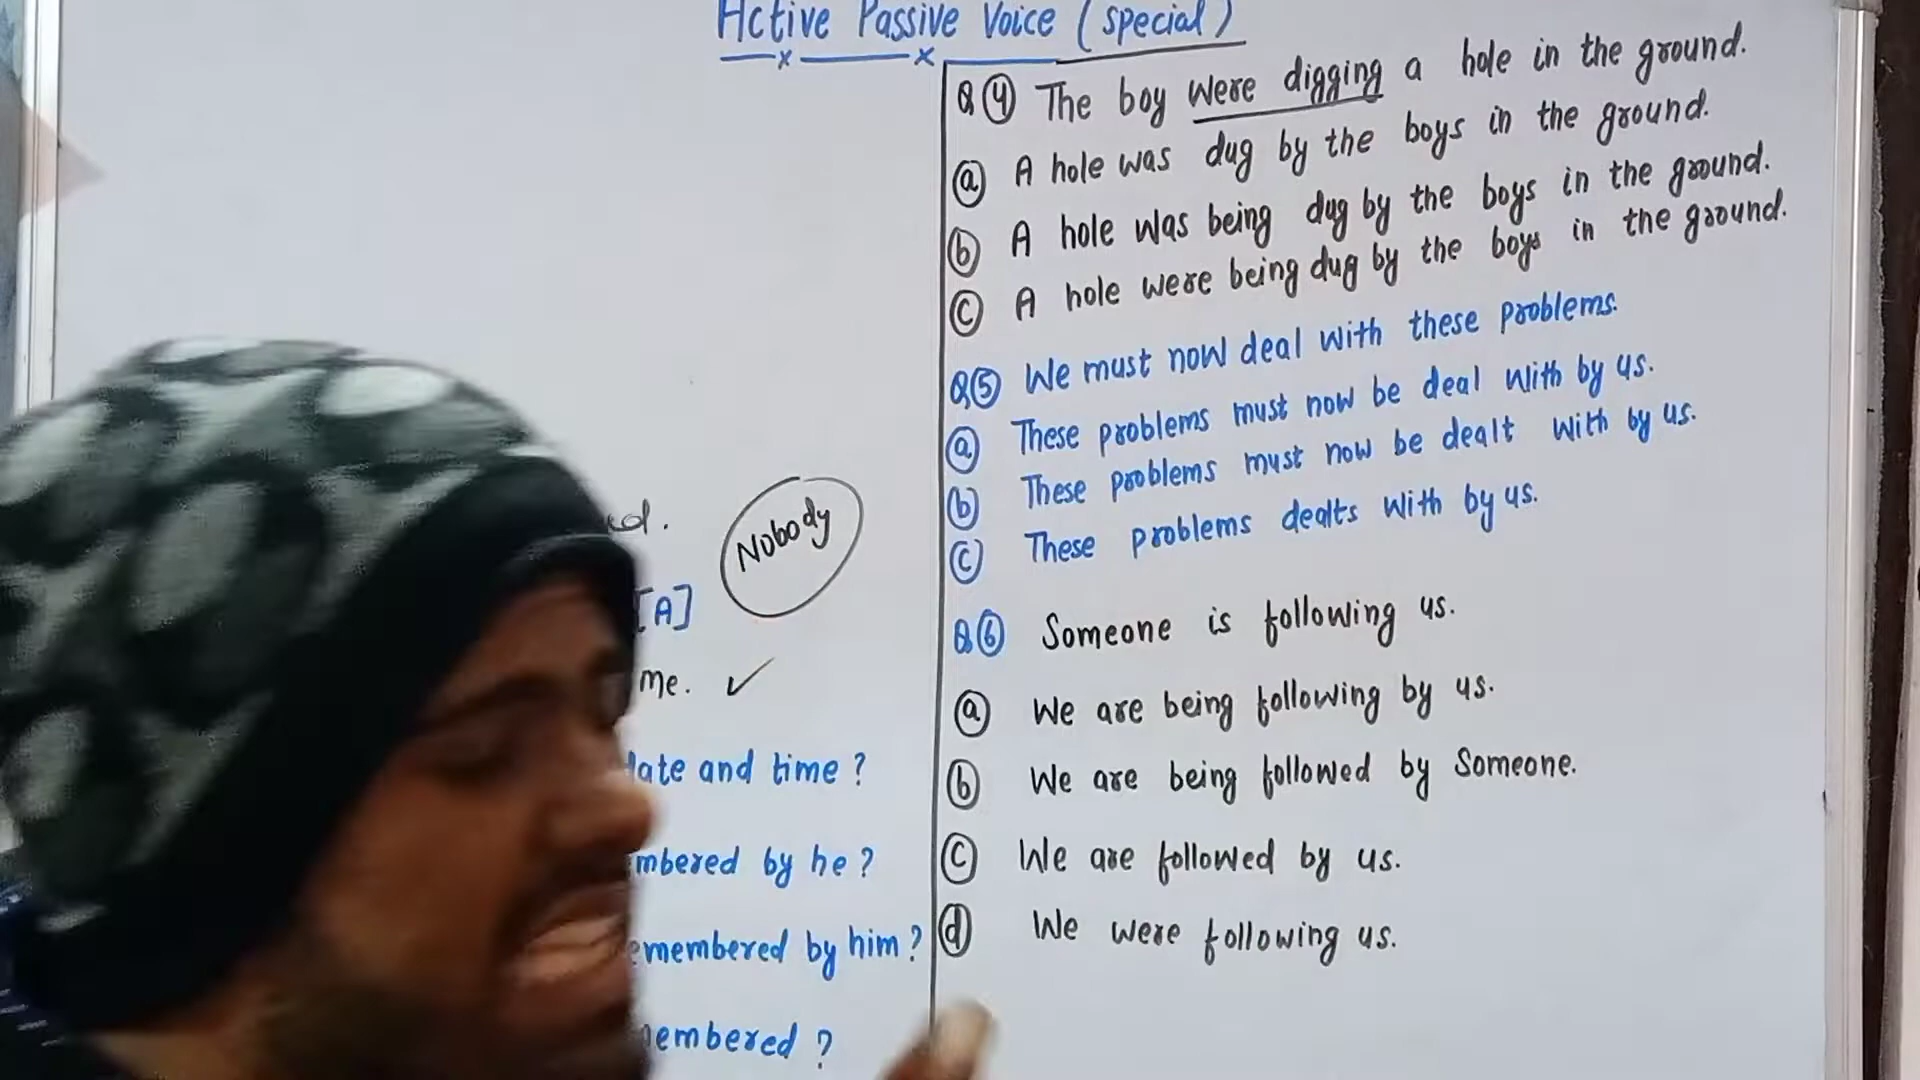 Active Passive Voice (special)
d.
Nobody
[A]
me. ✓
date and time ?
mbered by he ?
emembered by him ?
embered ?
Q(4) The boy were digging a hole in the ground.
(a) A hole was dug by the boys in the ground.
(b) A hole was being dug by the boys in the ground.
(c) A hole were being dug by the boys in the ground.
Q(5) We must now deal with these problems.
(a) These problems must now be deal with by us.
(b) These problems must now be dealt with by us.
(c) These problems dealts with by us.
Q(6) Someone is following us.
(a) We are being following by us.
(b) We are being followed by Someone.
(c) We are followed by us.
(d) We were following us.